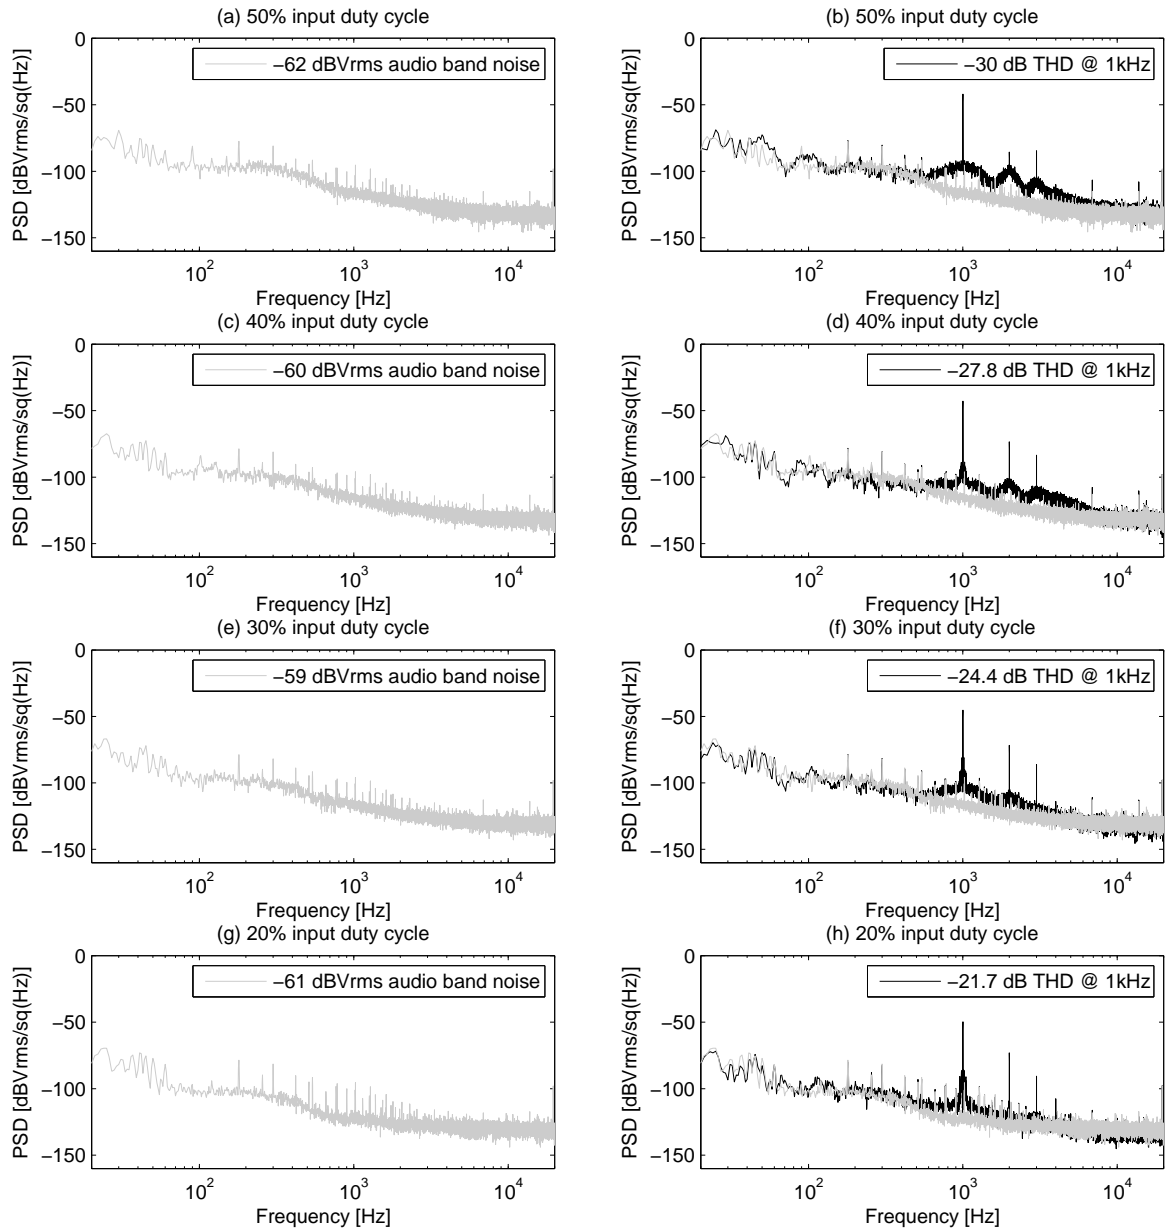 (a) 50% input duty cycle
(b) 50% input duty cycle
0
−50
−100
−150
PSD [dBVrms/sq(Hz)]
−62 dBVrms audio band noise
10^2 10^3 10^4
Frequency [Hz]
0
−50
−100
−150
PSD [dBVrms/sq(Hz)]
−30 dB THD @ 1kHz
10^2 10^3 10^4
Frequency [Hz]
(c) 40% input duty cycle
(d) 40% input duty cycle
0
−50
−100
−150
PSD [dBVrms/sq(Hz)]
−60 dBVrms audio band noise
10^2 10^3 10^4
Frequency [Hz]
0
−50
−100
−150
PSD [dBVrms/sq(Hz)]
−27.8 dB THD @ 1kHz
10^2 10^3 10^4
Frequency [Hz]
(e) 30% input duty cycle
(f) 30% input duty cycle
0
−50
−100
−150
PSD [dBVrms/sq(Hz)]
−59 dBVrms audio band noise
10^2 10^3 10^4
Frequency [Hz]
0
−50
−100
−150
PSD [dBVrms/sq(Hz)]
−24.4 dB THD @ 1kHz
10^2 10^3 10^4
Frequency [Hz]
(g) 20% input duty cycle
(h) 20% input duty cycle
0
−50
−100
−150
PSD [dBVrms/sq(Hz)]
−61 dBVrms audio band noise
10^2 10^3 10^4
Frequency [Hz]
0
−50
−100
−150
PSD [dBVrms/sq(Hz)]
−21.7 dB THD @ 1kHz
10^2 10^3 10^4
Frequency [Hz]